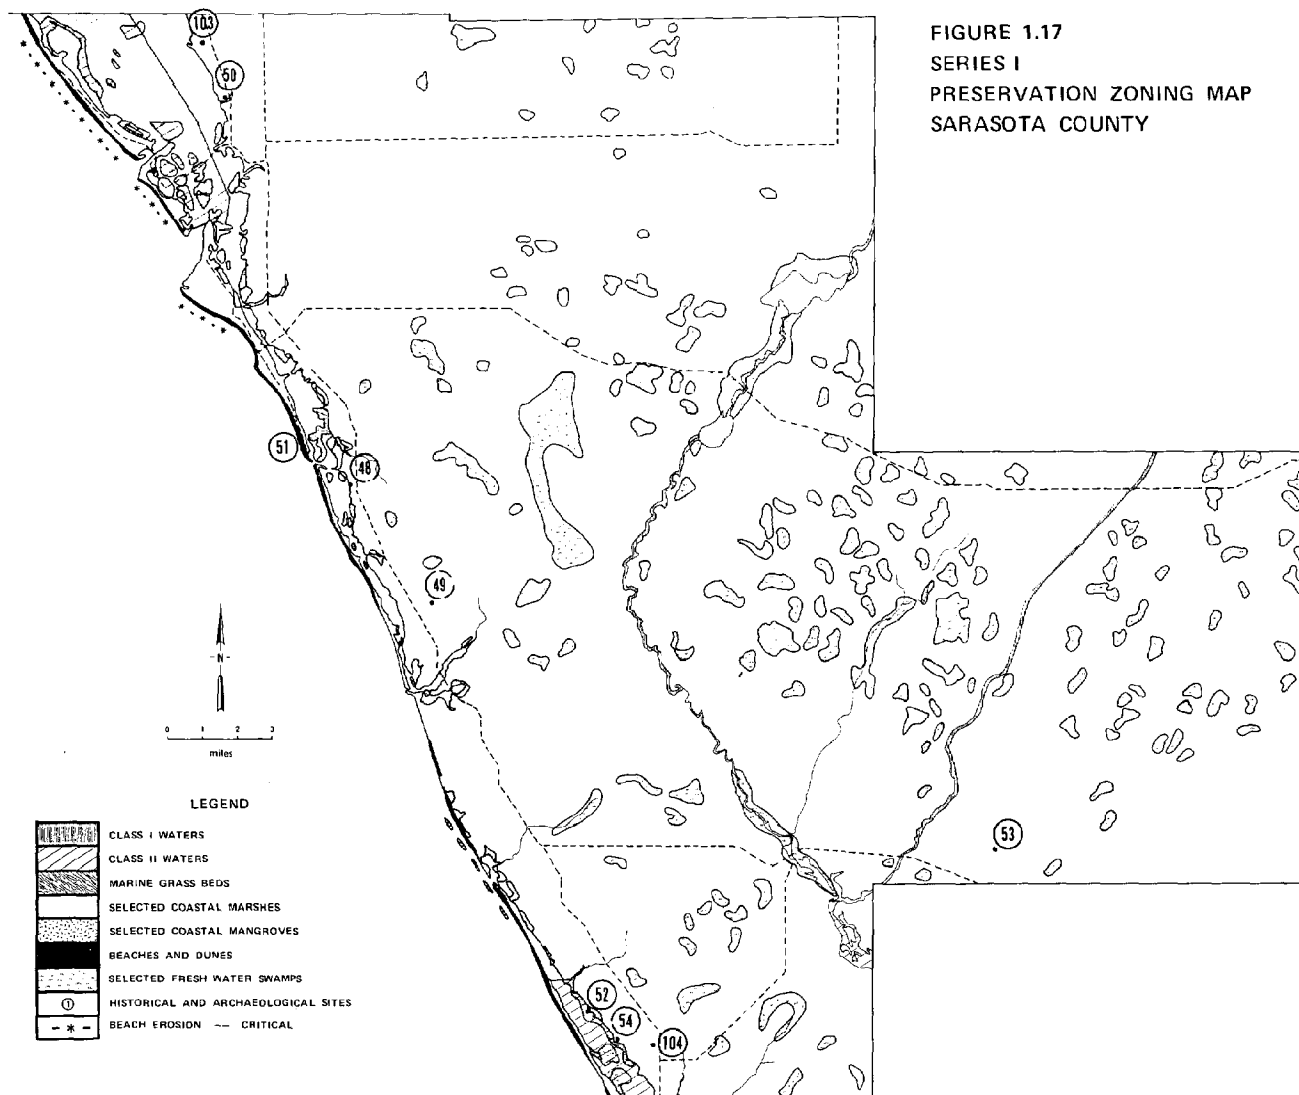 FIGURE 1.17
SERIES I
PRESERVATION ZONING MAP
SARASOTA COUNTY
103
50
51
48
49
53
52
54
104
-N-
0 1 2 3
miles
LEGEND
CLASS I WATERS
CLASS II WATERS
MARINE GRASS BEDS
SELECTED COASTAL MARSHES
SELECTED COASTAL MANGROVES
BEACHES AND DUNES
SELECTED FRESH WATER SWAMPS
1 HISTORICAL AND ARCHAEOLOGICAL SITES
- * - BEACH EROSION -- CRITICAL